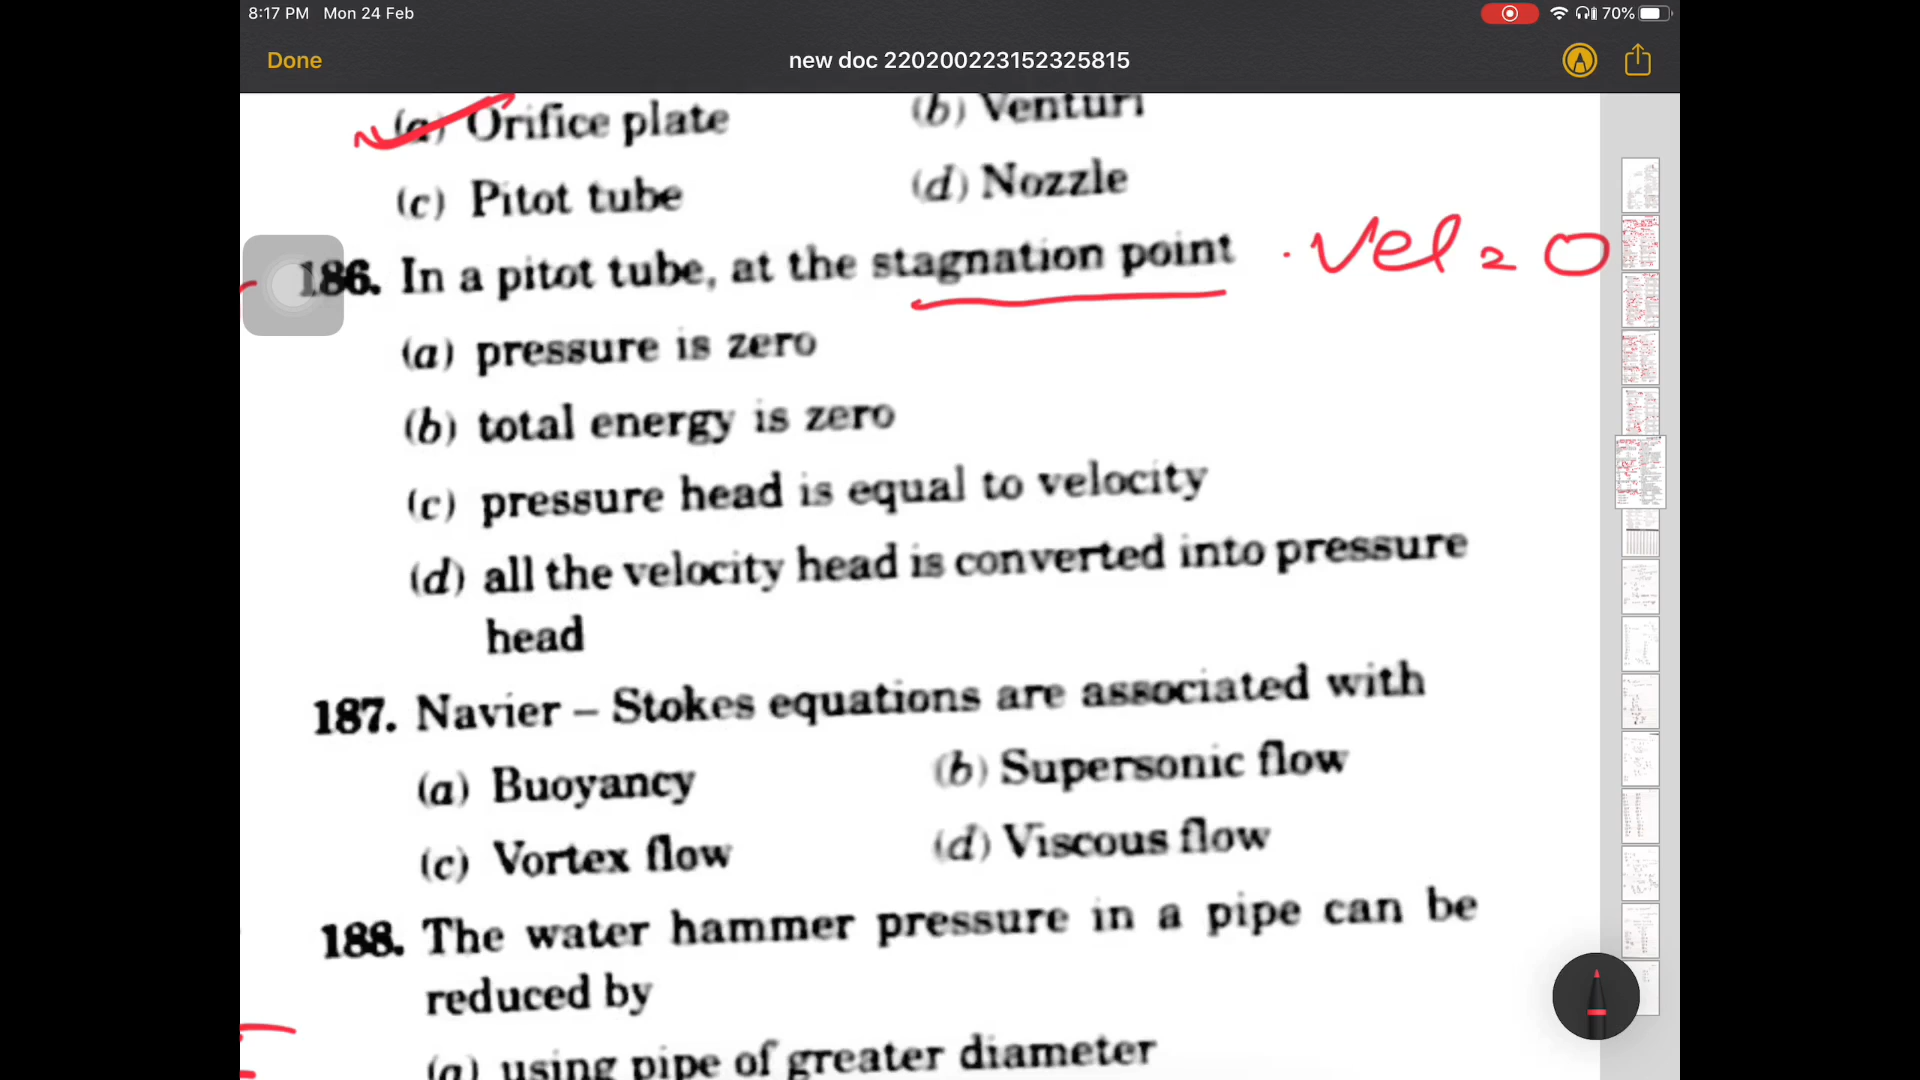 8:17 PM Mon 24 Feb 70%
Done new doc 220200223152325815
(a) Orifice plate (b) Venturi
(c) Pitot tube (d) Nozzle
186. In a pitot tube, at the stagnation point . Vel = 0
(a) pressure is zero
(b) total energy is zero
(c) pressure head is equal to velocity
(d) all the velocity head is converted into pressure
head
187. Navier – Stokes equations are associated with
(a) Buoyancy (b) Supersonic flow
(c) Vortex flow (d) Viscous flow
188. The water hammer pressure in a pipe can be
reduced by
(a) using pipe of greater diameter